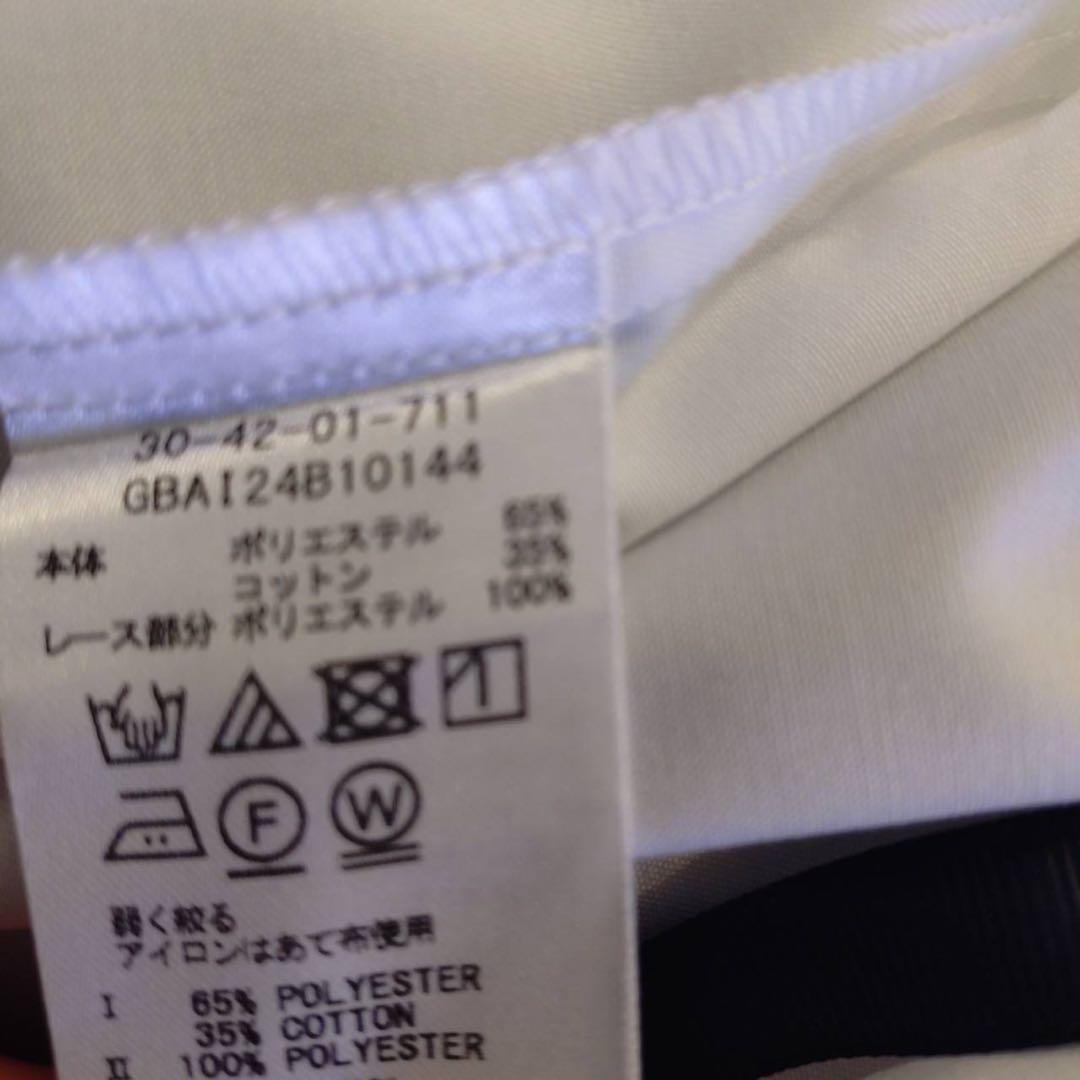 30-42-01-711
GBAI24B10144
本体 ポリエステル 65%
コットン 35%
レース部分 ポリエステル 100%
F W
弱く絞る
アイロンはあて布使用
I 65% POLYESTER
35% COTTON
II 100% POLYESTER